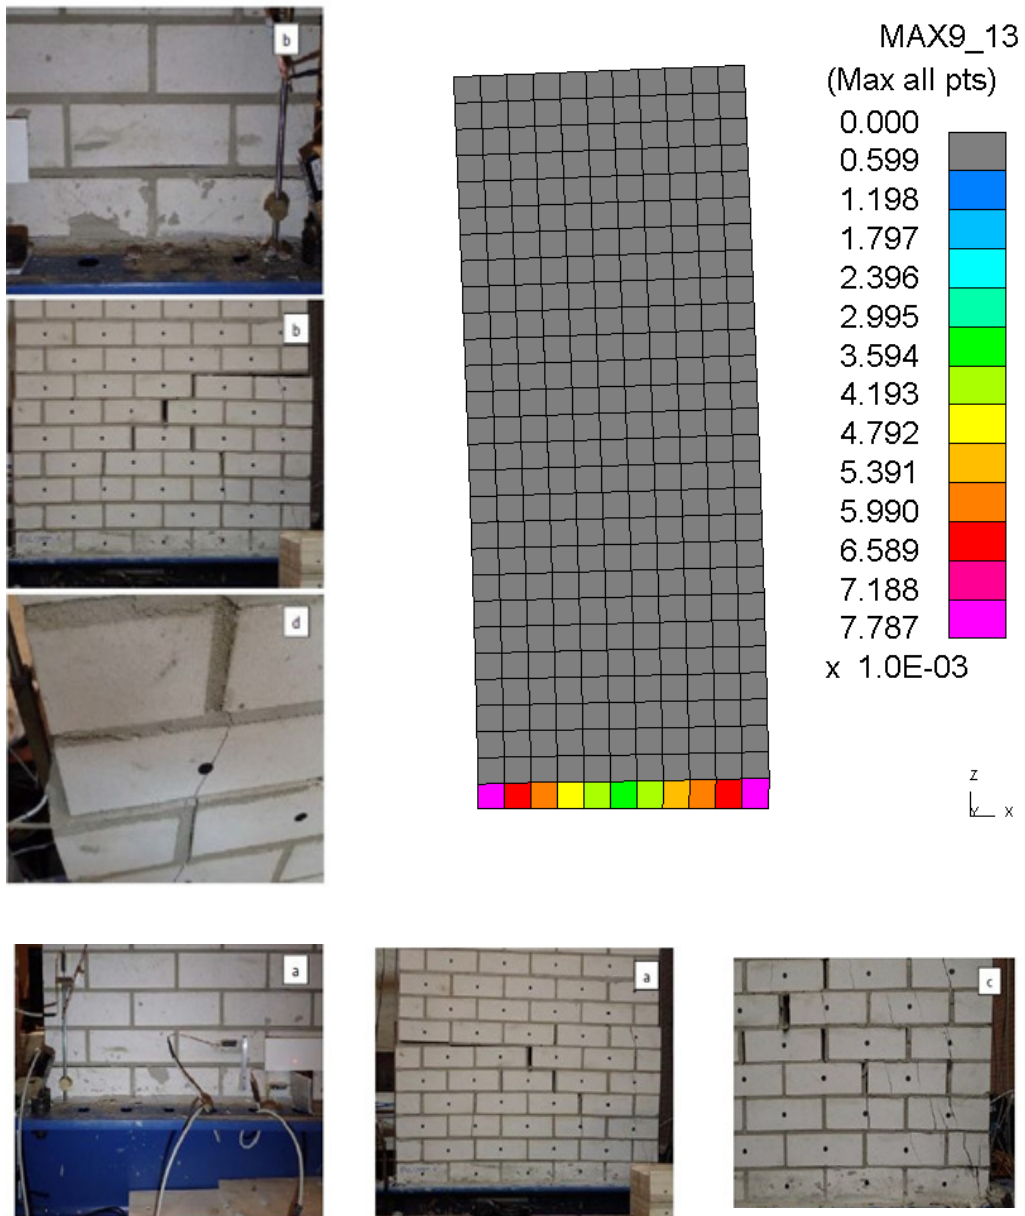 b
MAX9_13
(Max all pts)
0.000
0.599
1.198
1.797
2.396
2.995
3.594
4.193
4.792
5.391
5.990
6.589
7.188
7.787
x 1.0E-03
b
d
Z
Y X
a
a
c